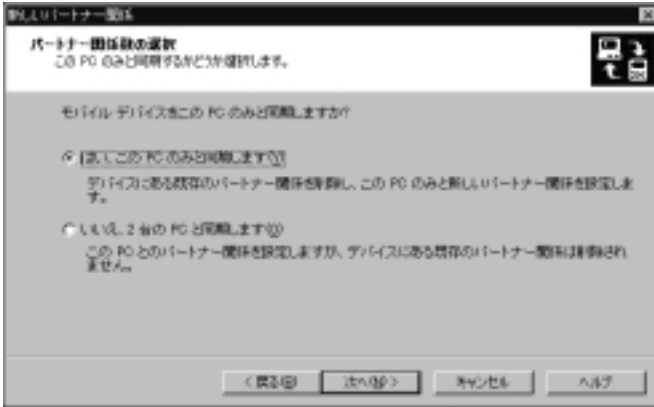 新しいパートナー関係
パートナー関係数の選択
この PC のみと同期するかどうか選択します。
モバイル デバイスをこの PC のみと同期しますか?
はい、この PC のみと同期します(Y)
デバイスにある既存のパートナー関係を削除し、この PC のみと新しいパートナー関係を設定しま
す。
いいえ、2 台の PC と同期します(O)
この PC とのパートナー関係を設定しますが、デバイスにある既存のパートナー関係は削除され
ません。
< 戻る(B) 次へ(N) > キャンセル ヘルプ